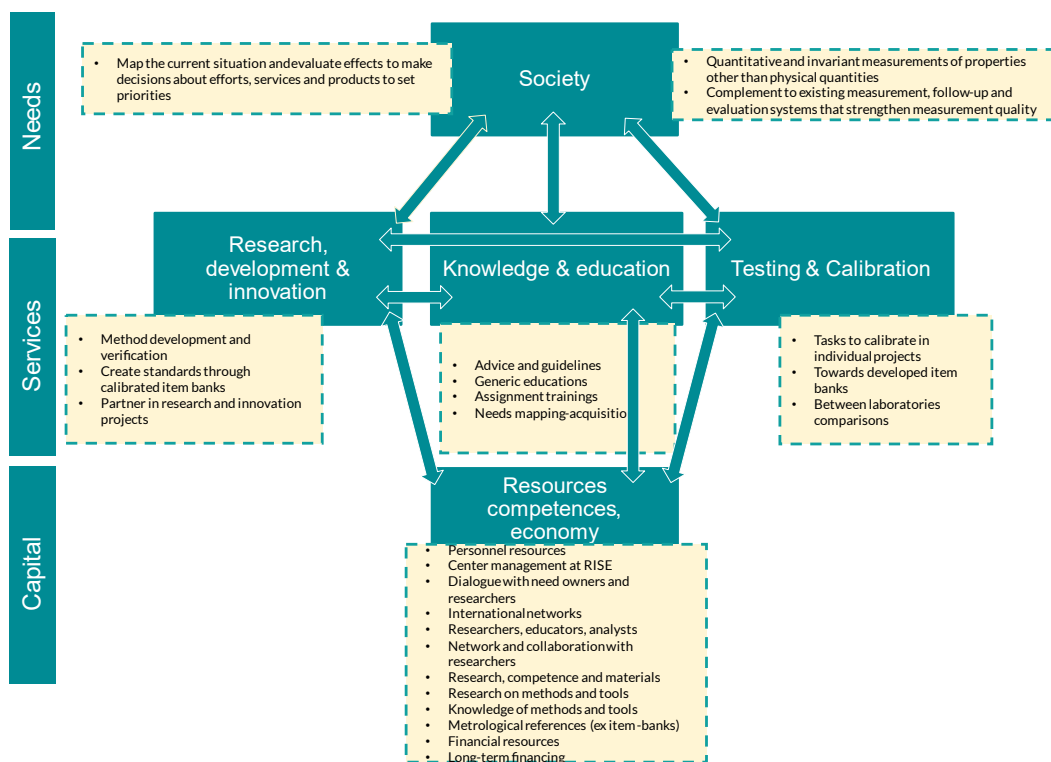 Needs
• Map the current situation andevaluate effects to make
decisions about efforts, services and products to set
priorities
Society
• Quantitative and invariant measurements of properties
other than physical quantities
• Complement to existing measurement, follow-up and
evaluation systems that strengthen measurement quality
Services
Research,
development &
innovation
Knowledge & education
Testing & Calibration
• Method development and
verification
• Create standards through
calibrated item banks
• Partner in research and innovation
projects
• Advice and guidelines
• Generic educations
• Assignment trainings
• Needs mapping-acquisitio
• Tasks to calibrate in
individual projects
• Towards developed item
banks
• Between laboratories
comparisons
Capital
Resources
competences,
economy
• Personnel resources
• Center management at RISE
• Dialogue with need owners and
researchers
• International networks
• Researchers, educators, analysts
• Network and collaboration with
researchers
• Research, competence and materials
• Research on methods and tools
• Knowledge of methods and tools
• Metrological references (ex item-banks)
• Financial resources
• Long-term financing